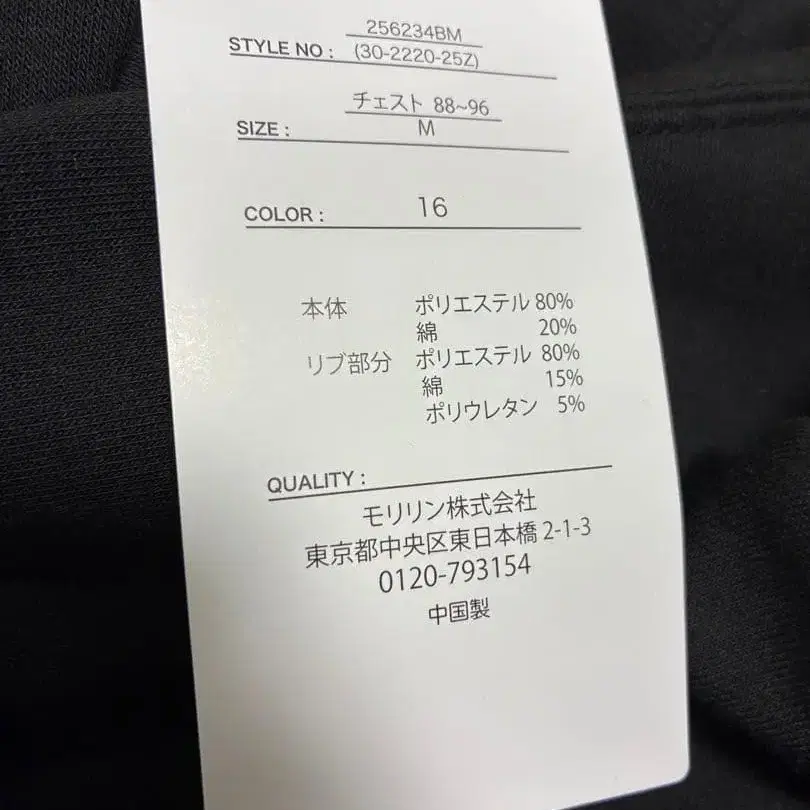 256234BM
STYLE NO : (30-2220-25Z)
チェスト 88~96
SIZE : M
COLOR : 16
本体 ポリエステル 80%
綿 20%
リブ部分 ポリエステル 80%
綿 15%
ポリウレタン 5%
QUALITY :
モリリン株式会社
東京都中央区東日本橋 2-1-3
0120-793154
中国製